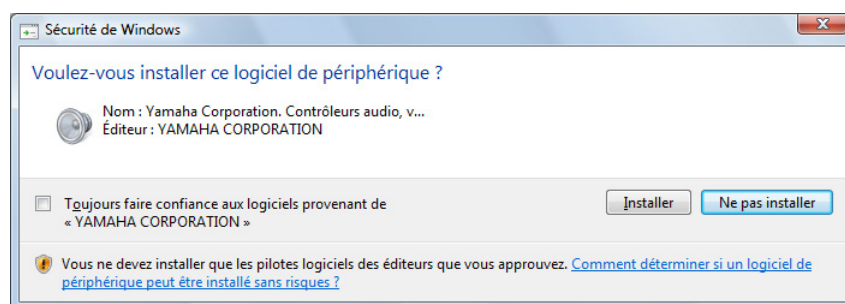 Sécurité de Windows
Voulez-vous installer ce logiciel de périphérique ?
Nom : Yamaha Corporation. Contrôleurs audio, v...
Éditeur : YAMAHA CORPORATION
Toujours faire confiance aux logiciels provenant de
« YAMAHA CORPORATION »
Installer
Ne pas installer
Vous ne devez installer que les pilotes logiciels des éditeurs que vous approuvez. Comment déterminer si un logiciel de
périphérique peut être installé sans risques ?